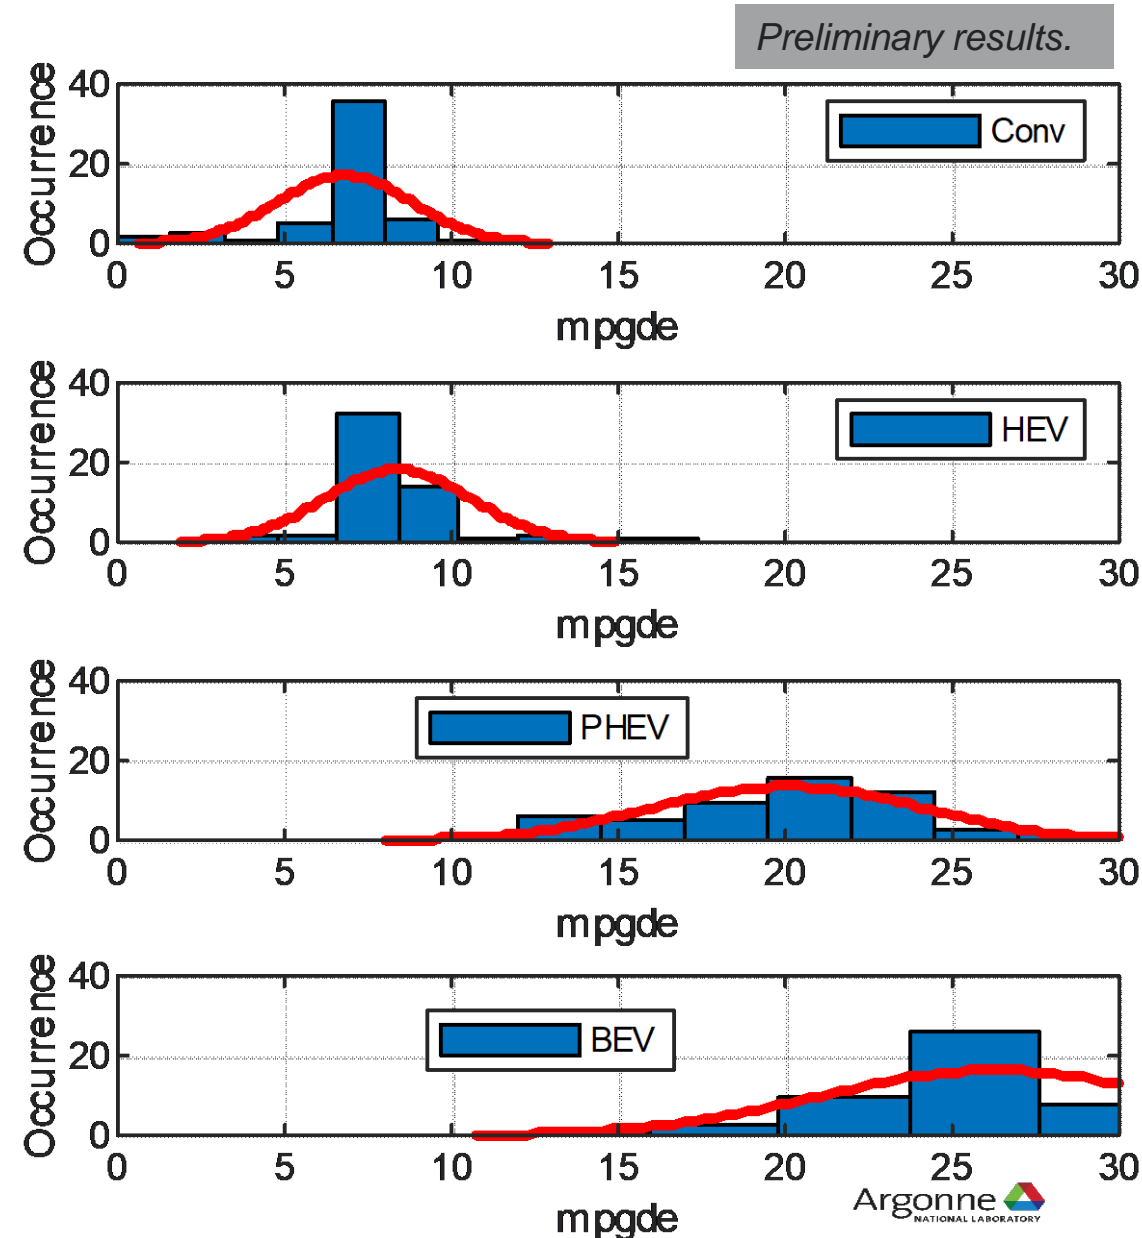 Preliminary results.
40
20
0
Occurrence
Conv
0 5 10 15 20 25 30
mpgde
40
20
0
Occurrence
HEV
0 5 10 15 20 25 30
mpgde
40
20
0
Occurrence
PHEV
0 5 10 15 20 25 30
mpgde
40
20
0
Occurrence
BEV
0 5 10 15 20 25 30
mpgde
Argonne
NATIONAL LABORATORY